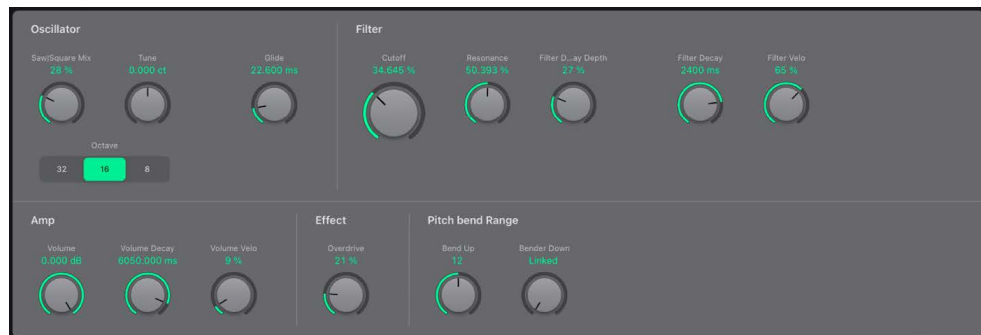 Oscillator
Filter
Saw|Square Mix
28 %
Tune
0.000 ct
Glide
22.600 ms
Cutoff
34.645 %
Resonance
50.393 %
Filter D...ay Depth
27 %
Filter Decay
2400 ms
Filter Velo
65 %
Octave
32 16 8
Amp
Effect
Pitch bend Range
Volume
0.000 dB
Volume Decay
6050.000 ms
Volume Velo
9 %
Overdrive
21 %
Bend Up
12
Bender Down
Linked